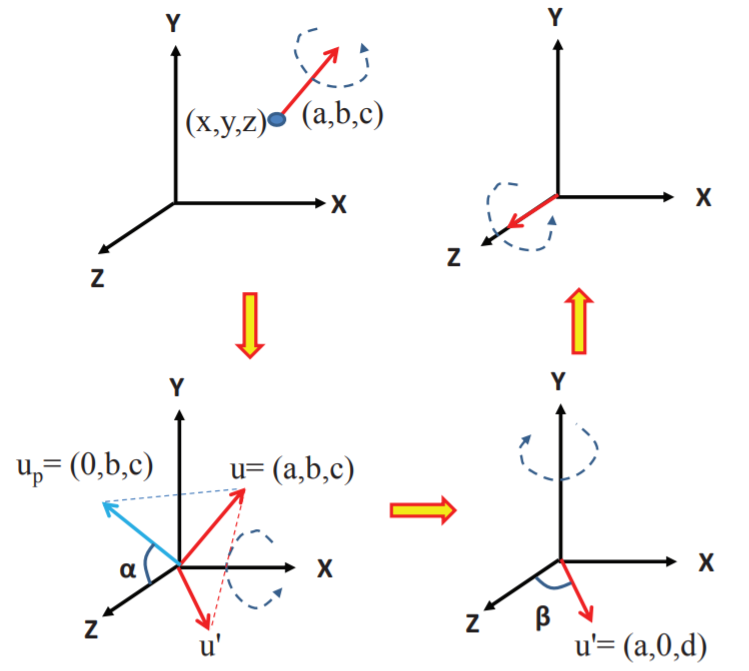 Y
(x,y,z) (a,b,c)
X
Z
Y
X
Z
Y
uₚ= (0,b,c)
u= (a,b,c)
α
X
Z
u'
Y
X
Z
β
u'= (a,0,d)